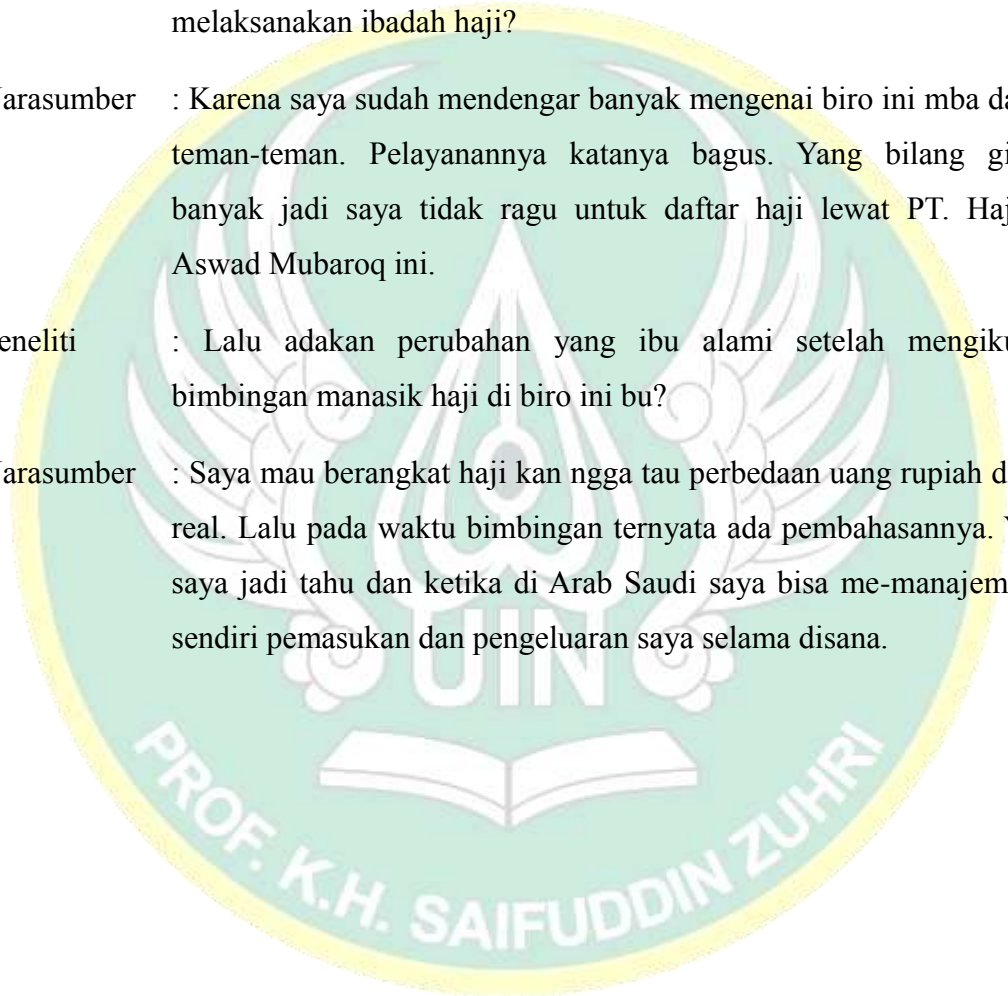 melaksanakan ibadah haji?
arasumber : Karena saya sudah mendengar banyak mengenai biro ini mba da
teman-teman. Pelayanannya katanya bagus. Yang bilang gi
banyak jadi saya tidak ragu untuk daftar haji lewat PT. Haj
Aswad Mubaroq ini.
eneliti : Lalu adakan perubahan yang ibu alami setelah mengiku
bimbingan manasik haji di biro ini bu?
arasumber : Saya mau berangkat haji kan ngga tau perbedaan uang rupiah d
real. Lalu pada waktu bimbingan ternyata ada pembahasannya. Y
saya jadi tahu dan ketika di Arab Saudi saya bisa me-manajem
sendiri pemasukan dan pengeluaran saya selama disana.
UIN
PROF. K.H. SAIFUDDIN ZUHRI